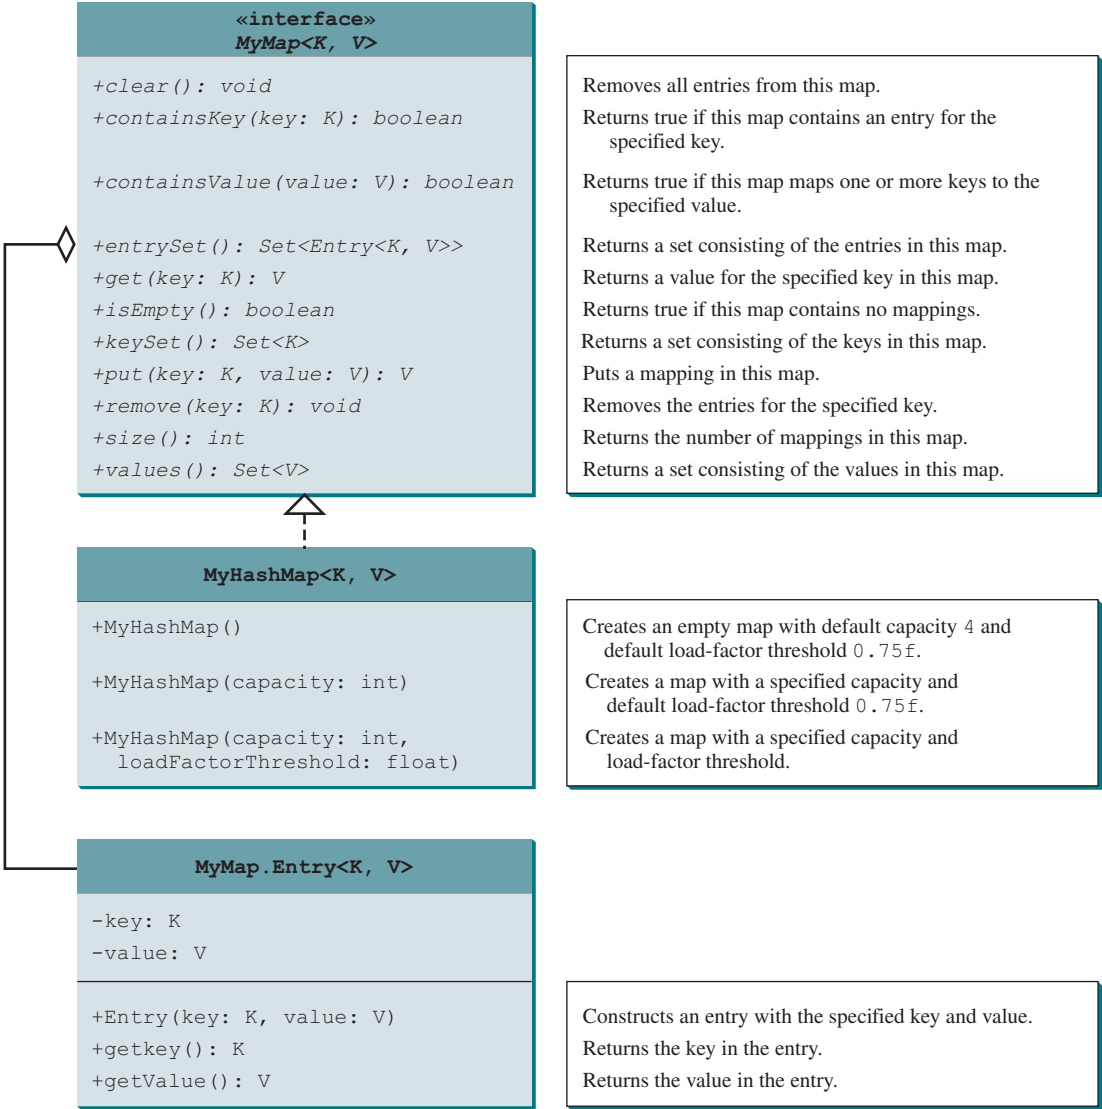 «interface»
MyMap<K, V>
+clear(): void
+containsKey(key: K): boolean
+containsValue(value: V): boolean
+entrySet(): Set<Entry<K, V>>
+get(key: K): V
+isEmpty(): boolean
+keySet(): Set<K>
+put(key: K, value: V): V
+remove(key: K): void
+size(): int
+values(): Set<V>
Removes all entries from this map.
Returns true if this map contains an entry for the
specified key.
Returns true if this map maps one or more keys to the
specified value.
Returns a set consisting of the entries in this map.
Returns a value for the specified key in this map.
Returns true if this map contains no mappings.
Returns a set consisting of the keys in this map.
Puts a mapping in this map.
Removes the entries for the specified key.
Returns the number of mappings in this map.
Returns a set consisting of the values in this map.
MyHashMap<K, V>
+MyHashMap()
+MyHashMap(capacity: int)
+MyHashMap(capacity: int,
loadFactorThreshold: float)
Creates an empty map with default capacity 4 and
default load-factor threshold 0.75f.
Creates a map with a specified capacity and
default load-factor threshold 0.75f.
Creates a map with a specified capacity and
load-factor threshold.
MyMap.Entry<K, V>
-key: K
-value: V
+Entry(key: K, value: V)
+getkey(): K
+getValue(): V
Constructs an entry with the specified key and value.
Returns the key in the entry.
Returns the value in the entry.